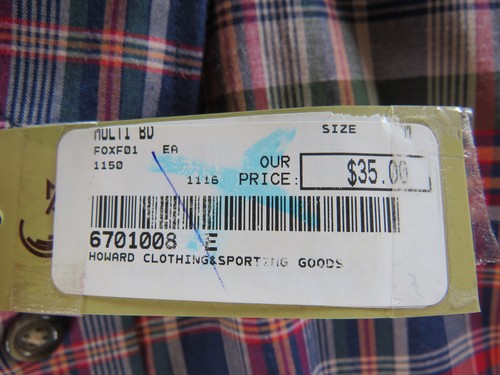 MULTI BD SIZE M
FOXF01 EA
1150 OUR
1116 PRICE: $35.00
6701008 E
HOWARD CLOTHING&SPORTING GOODS